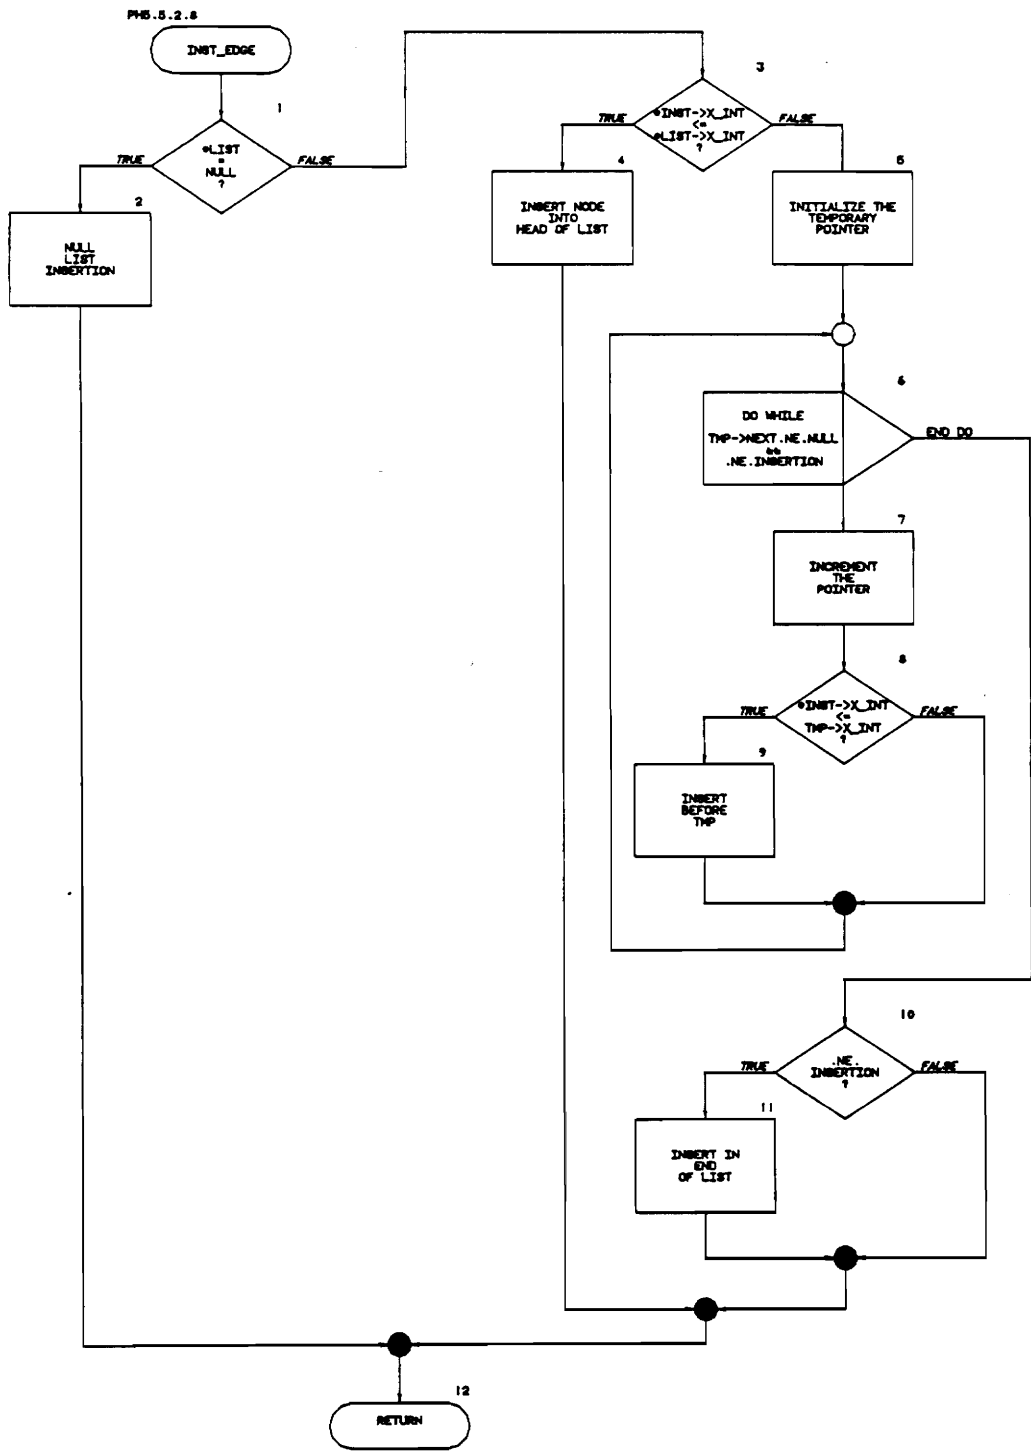 PH5.5.2.8
INST_EDGE
1
*LIST
=
NULL
?
TRUE
FALSE
2
NULL
LIST
INSERTION
3
*INST->X_INT
<=
*LIST->X_INT
?
TRUE
FALSE
4
INSERT NODE
INTO
HEAD OF LIST
5
INITIALIZE THE
TEMPORARY
POINTER
6
DO WHILE
TMP->NEXT.NE.NULL
&&
.NE.INSERTION
END DO
7
INCREMENT
THE
POINTER
8
*INST->X_INT
<=
TMP->X_INT
?
TRUE
FALSE
9
INSERT
BEFORE
TMP
10
.NE.
INSERTION
?
TRUE
FALSE
11
INSERT IN
END
OF LIST
12
RETURN